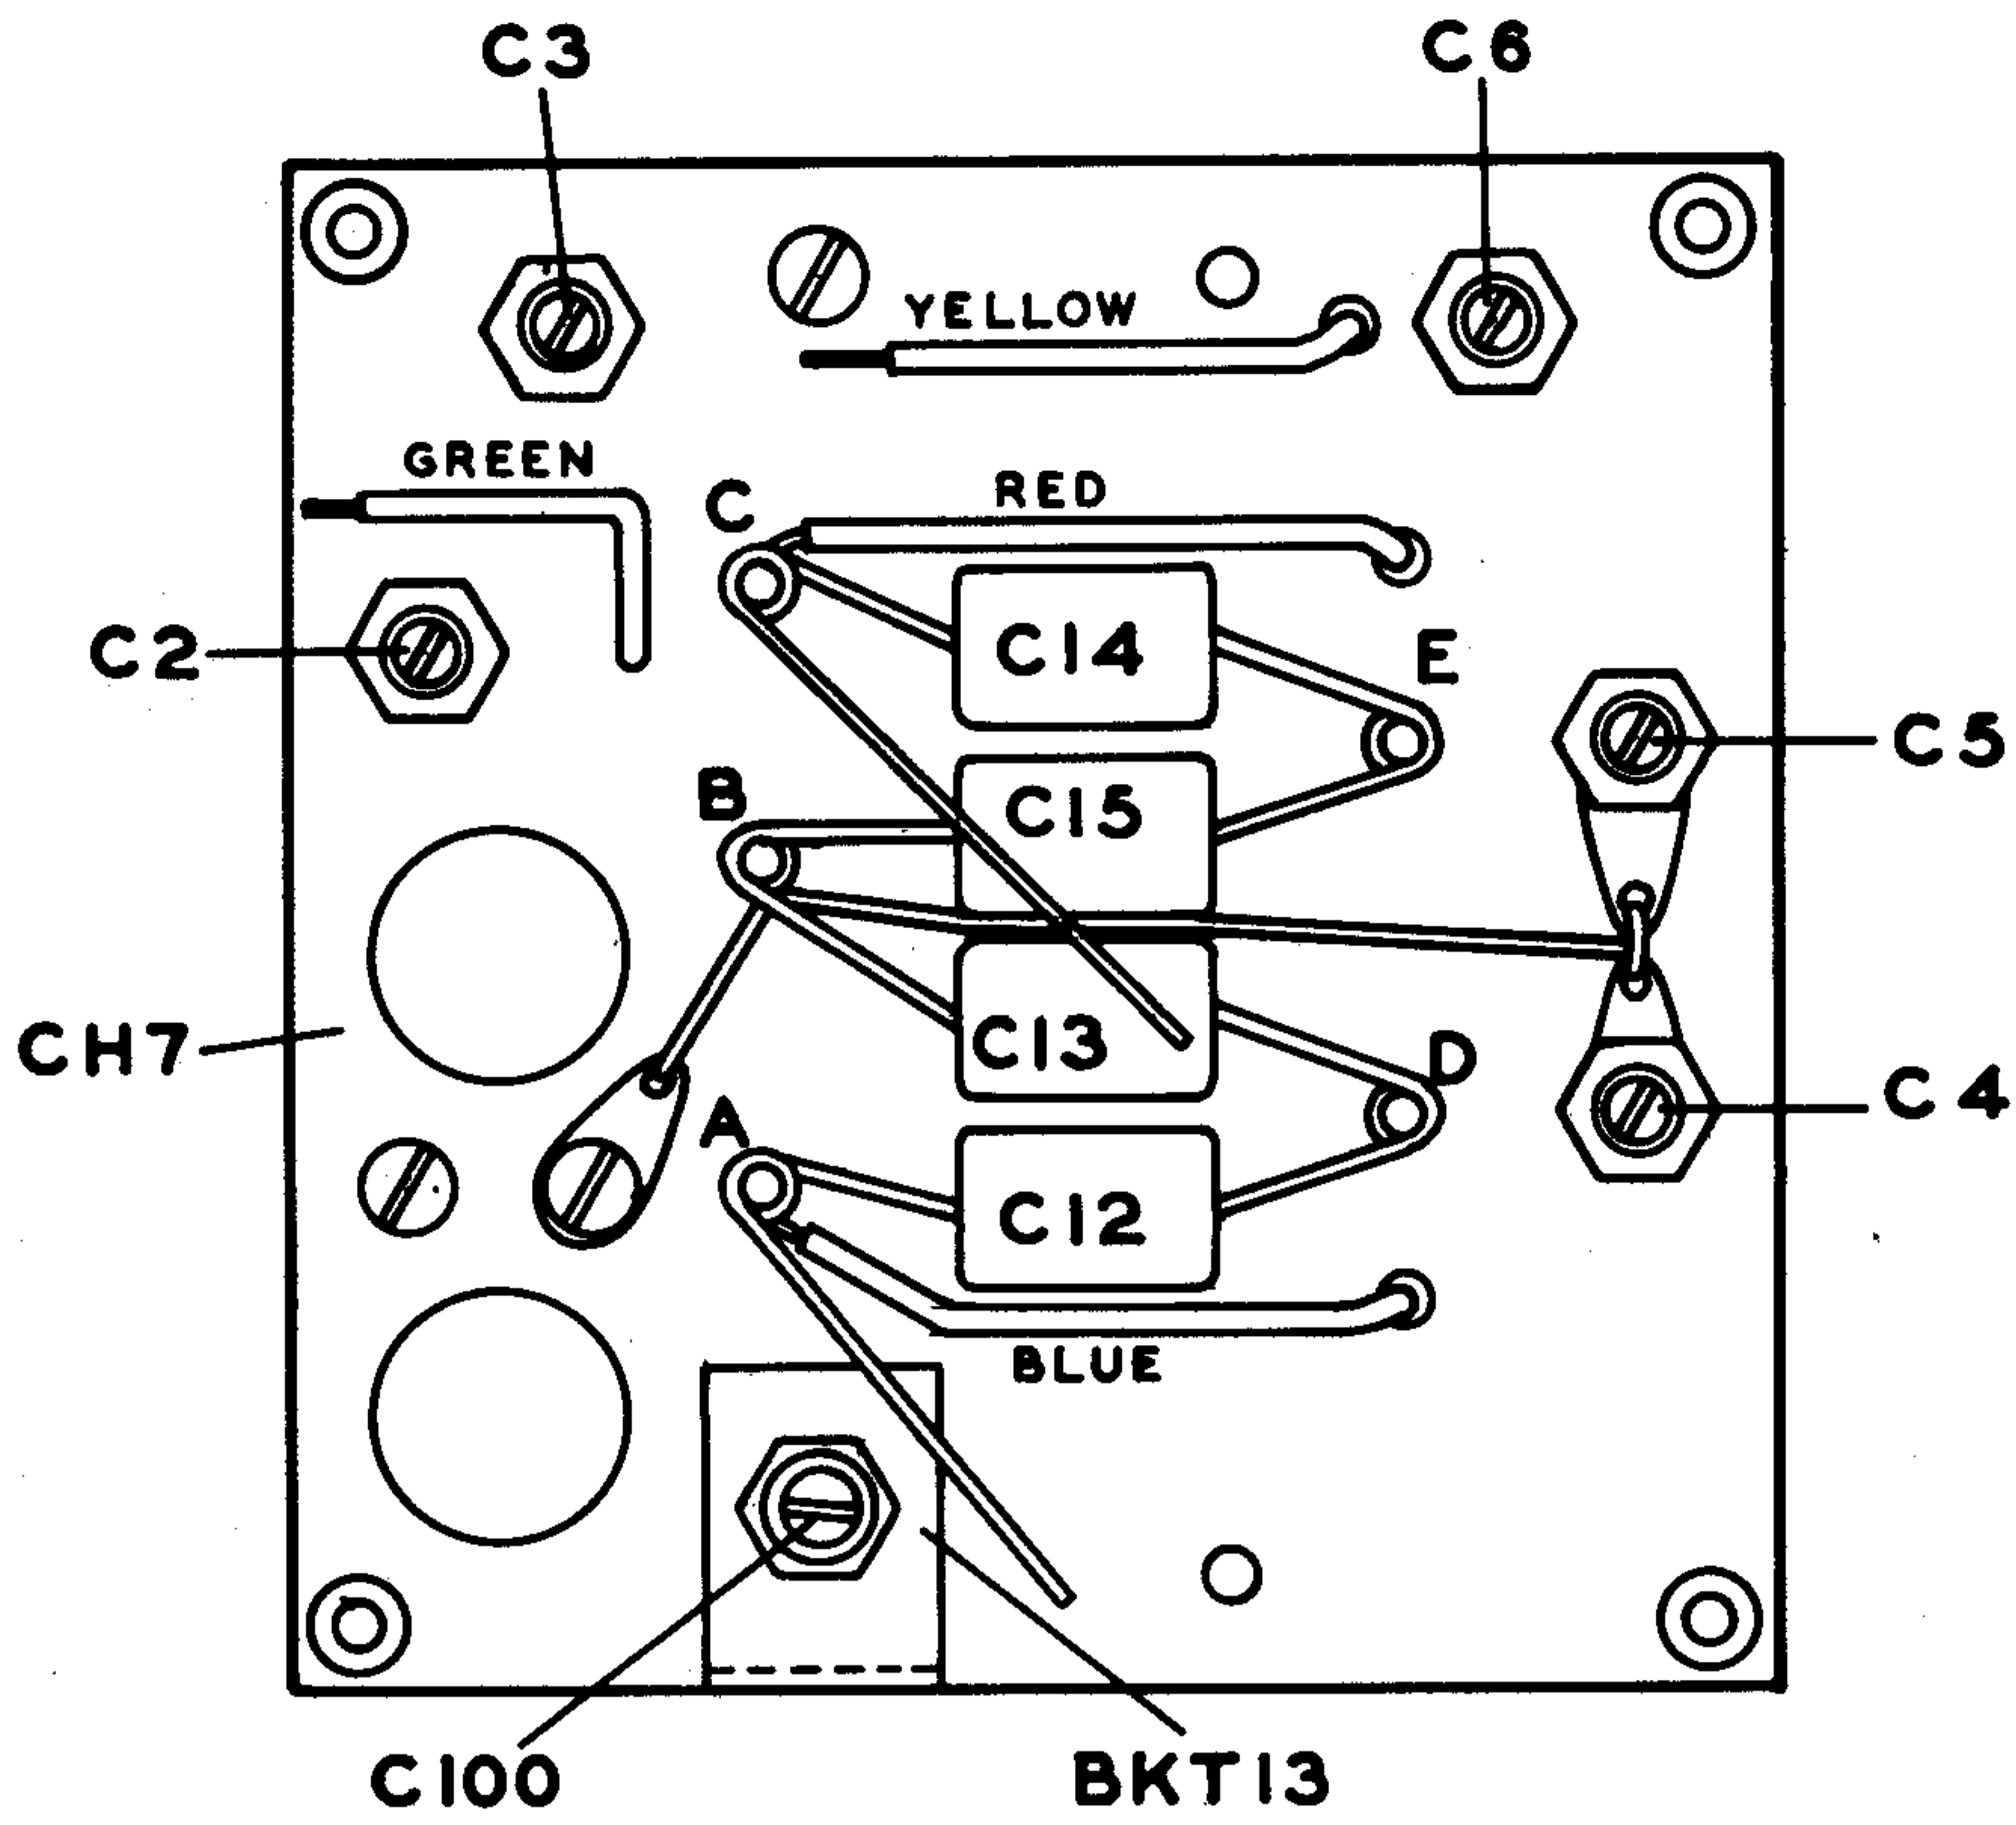 C3
C6
YELLOW
GREEN
RED
C
C14
E
C2
C5
B
C15
CH7
C13
D
C4
A
C12
BLUE
C100
BKT13